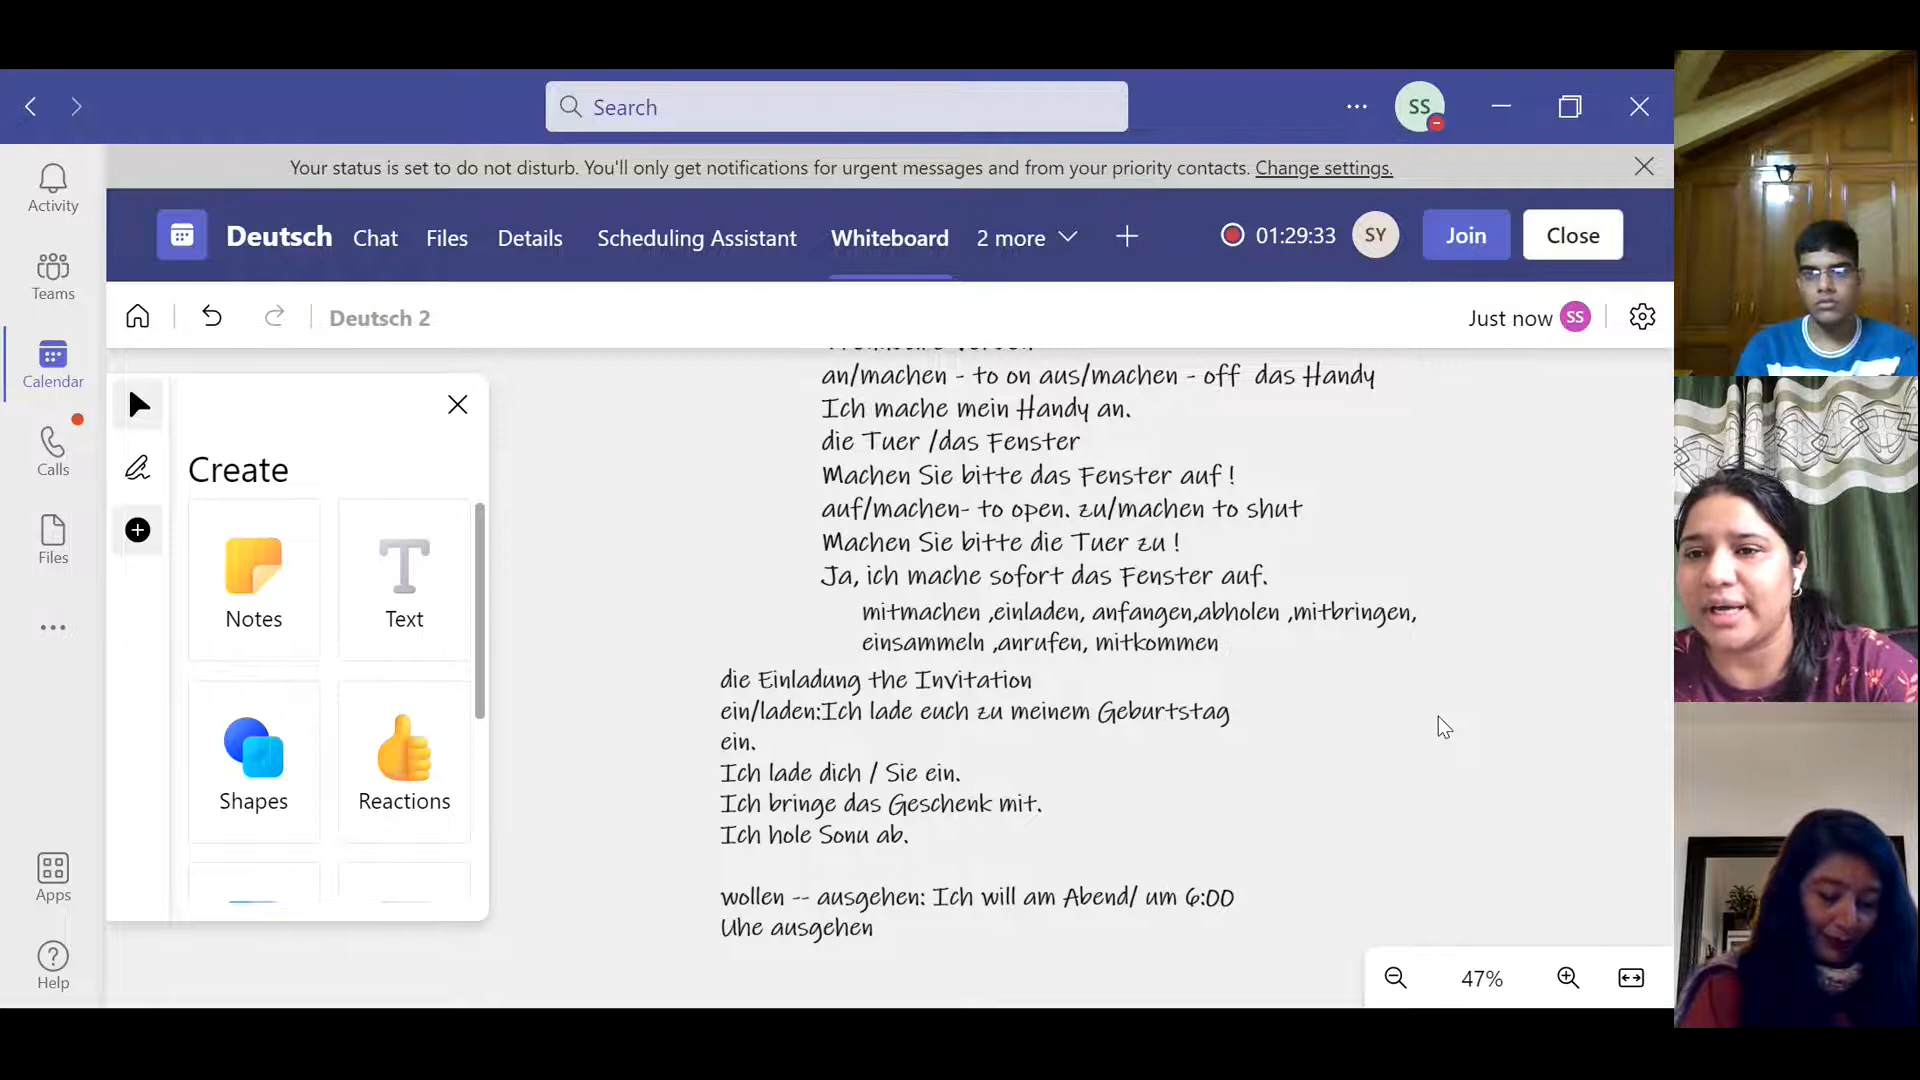 Search
SS
Your status is set to do not disturb. You'll only get notifications for urgent messages and from your priority contacts. Change settings.
Activity
Teams
Calendar
Calls
Files
Apps
Help
Deutsch Chat Files Details Scheduling Assistant Whiteboard 2 more
01:29:33 SY Join Close
Deutsch 2
Just now SS
Create
Notes
Text
Shapes
Reactions
an/machen - to on aus/machen - off das Handy
Ich mache mein Handy an.
die Tuer /das Fenster
Machen Sie bitte das Fenster auf !
auf/machen- to open. zu/machen to shut
Machen Sie bitte die Tuer zu !
Ja, ich mache sofort das Fenster auf.
mitmachen ,einladen, anfangen,abholen ,mitbringen,
einsammeln ,anrufen, mitkommen
die Einladung the Invitation
ein/laden:Ich lade euch zu meinem Geburtstag
ein.
Ich lade dich / Sie ein.
Ich bringe das Geschenk mit.
Ich hole Sonu ab.
wollen -- ausgehen: Ich will am Abend/ um 6:00
Uhe ausgehen
47%